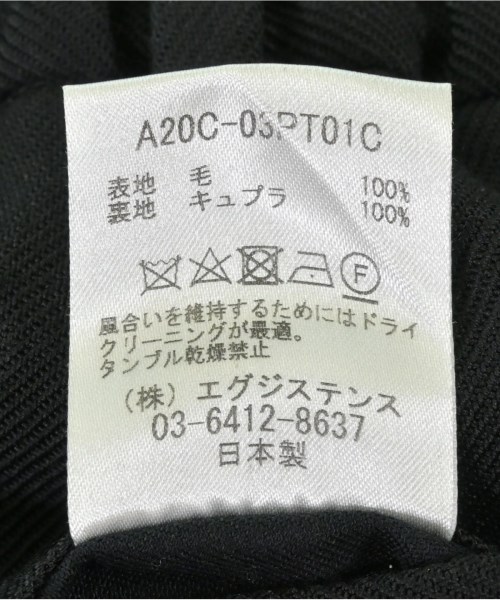 A20C-03PT01C
表地 毛 100%
裏地 キュプラ 100%
F
風合いを維持するためにはドライ
クリーニングが最適。
タンブル乾燥禁止
(株) エグジステンス
03-6412-8637
日本製